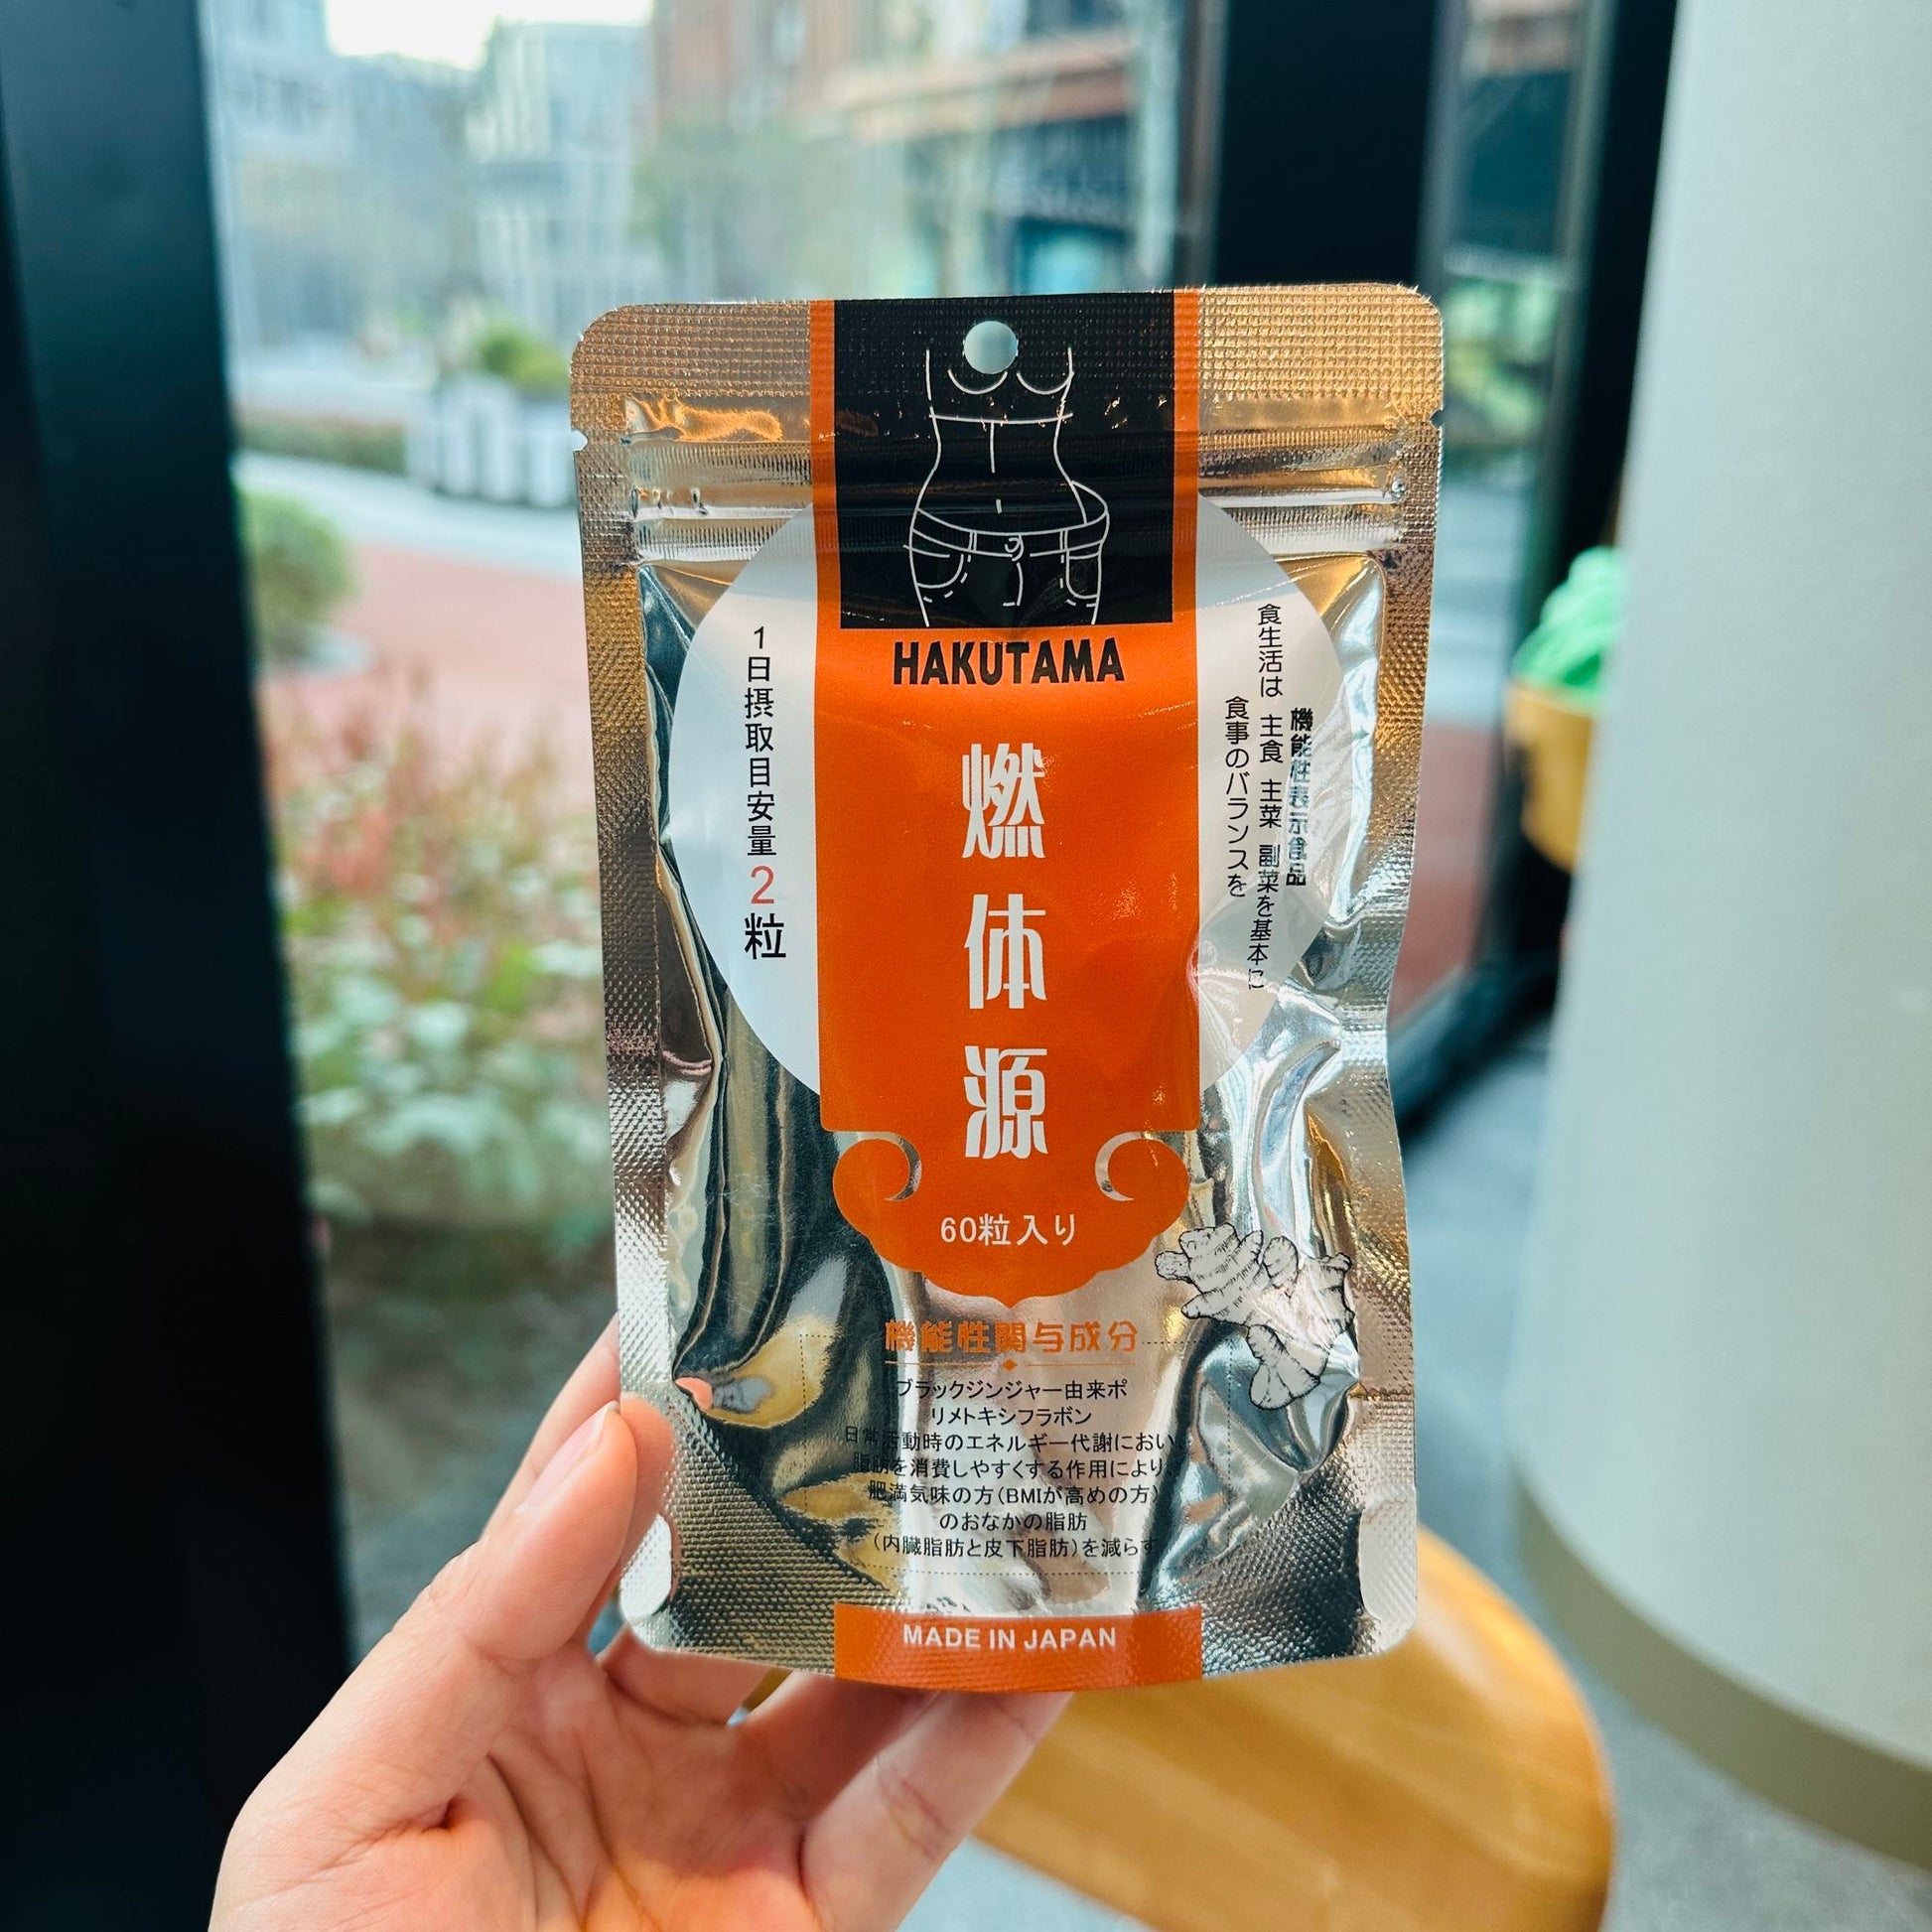 HAKUTAMA
燃体源
60粒入り
1日摂取目安量2粒
機能性表示食品
食生活は 主食 主菜 副菜を基本に
食事のバランスを
機能性関与成分
ブラックジンジャー由来ポ
リメトキシフラボン
日常活動時のエネルギー代謝におい
脂肪を消費しやすくする作用により、
肥満気味の方(BMIが高めの方)
のおなかの脂肪
(内臓脂肪と皮下脂肪)を減らす
MADE IN JAPAN